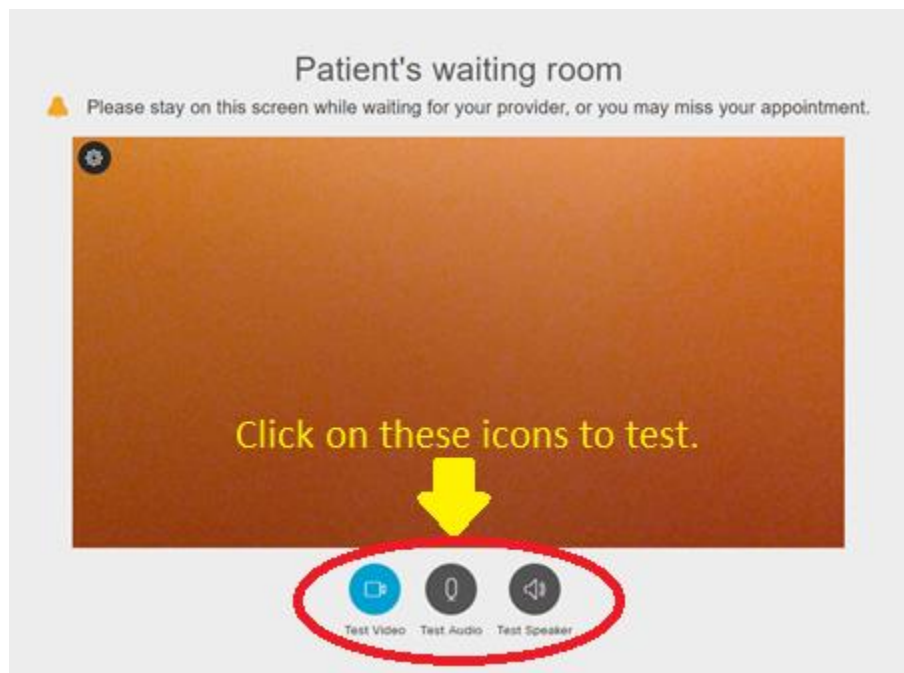 Patient's waiting room
Please stay on this screen while waiting for your provider, or you may miss your appointment.
Click on these icons to test.
Test Video Test Audio Test Speaker